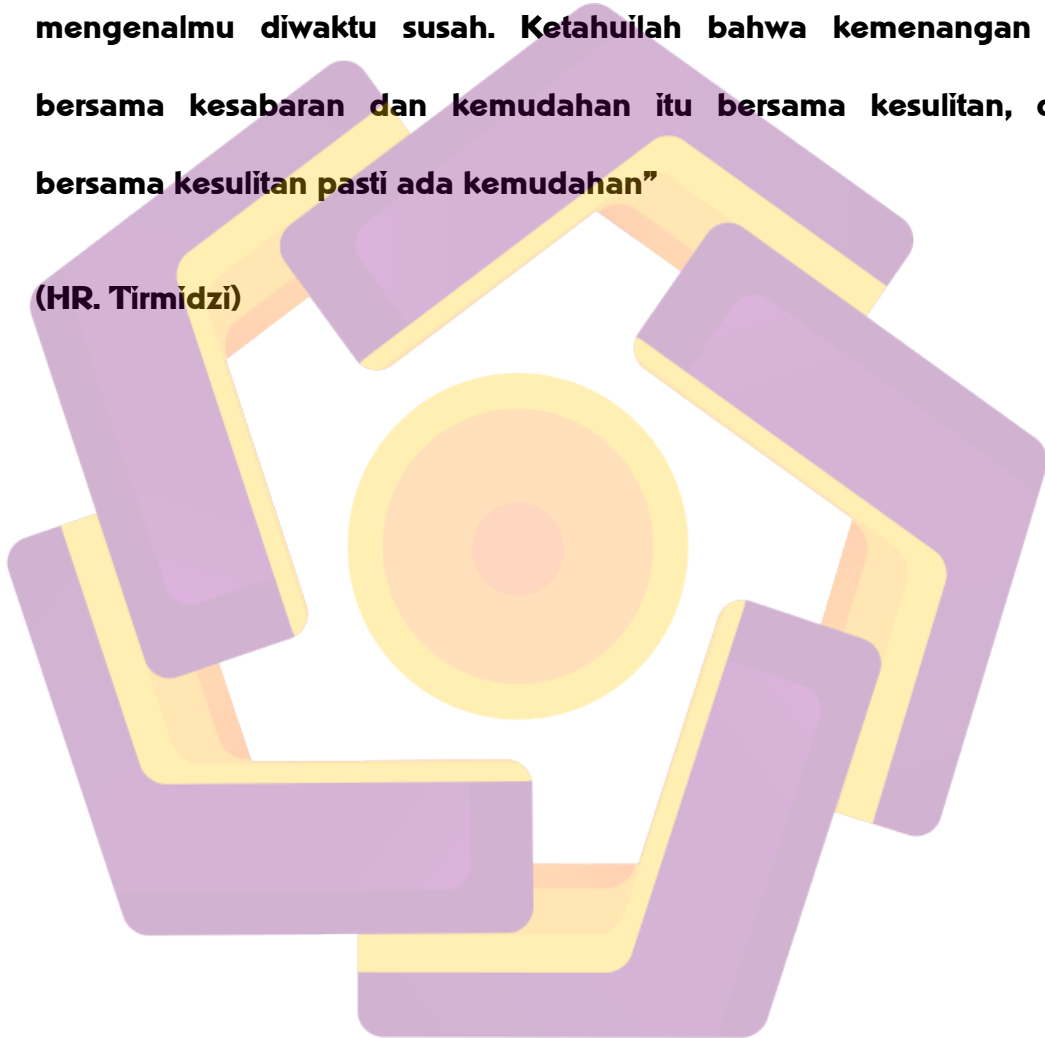 mengenalmu diwaktu susah. Ketahuilah bahwa kemenangan
bersama kesabaran dan kemudahan itu bersama kesulitan,
bersama kesulitan pasti ada kemudahan”
(HR. Tirmidzi)